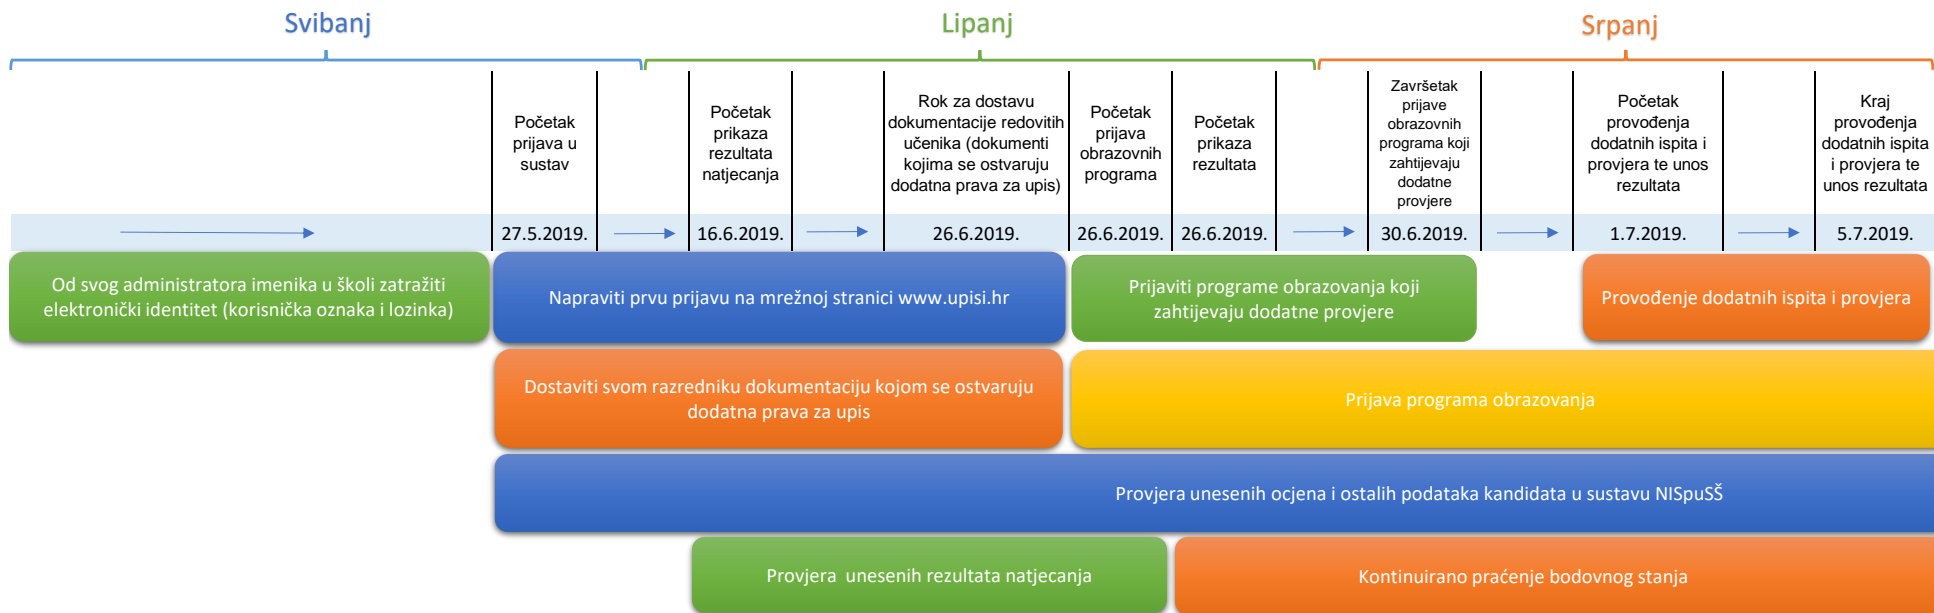 Svibanj
Lipanj
Srpanj
Početak
prijava u
sustav
Početak
prikaza
rezultata
natjecanja
Rok za dostavu
dokumentacije redovitih
učenika (dokumenti
kojima se ostvaruju
dodatna prava za upis)
Početak
prijava
obrazovnih
programa
Početak
prikaza
rezultata
Završetak
prijave
obrazovnih
programa koji
zahtijevaju
dodatne
provjere
Početak
provođenja
dodatnih ispita i
provjera te unos
rezultata
Kraj
provođenja
dodatnih ispita
i provjera te
unos rezultata
27.5.2019.
16.6.2019.
26.6.2019.
26.6.2019.
26.6.2019.
30.6.2019.
1.7.2019.
5.7.2019.
Od svog administratora imenika u školi zatražiti
elektronički identitet (korisnička oznaka i lozinka)
Napraviti prvu prijavu na mrežnoj stranici www.upisi.hr
Prijaviti programe obrazovanja koji
zahtijevaju dodatne provjere
Provođenje dodatnih ispita i provjera
Dostaviti svom razredniku dokumentaciju kojom se ostvaruju
dodatna prava za upis
Prijava programa obrazovanja
Provjera unesenih ocjena i ostalih podataka kandidata u sustavu NISpuSŠ
Provjera  unesenih rezultata natjecanja
Kontinuirano praćenje bodovnog stanja